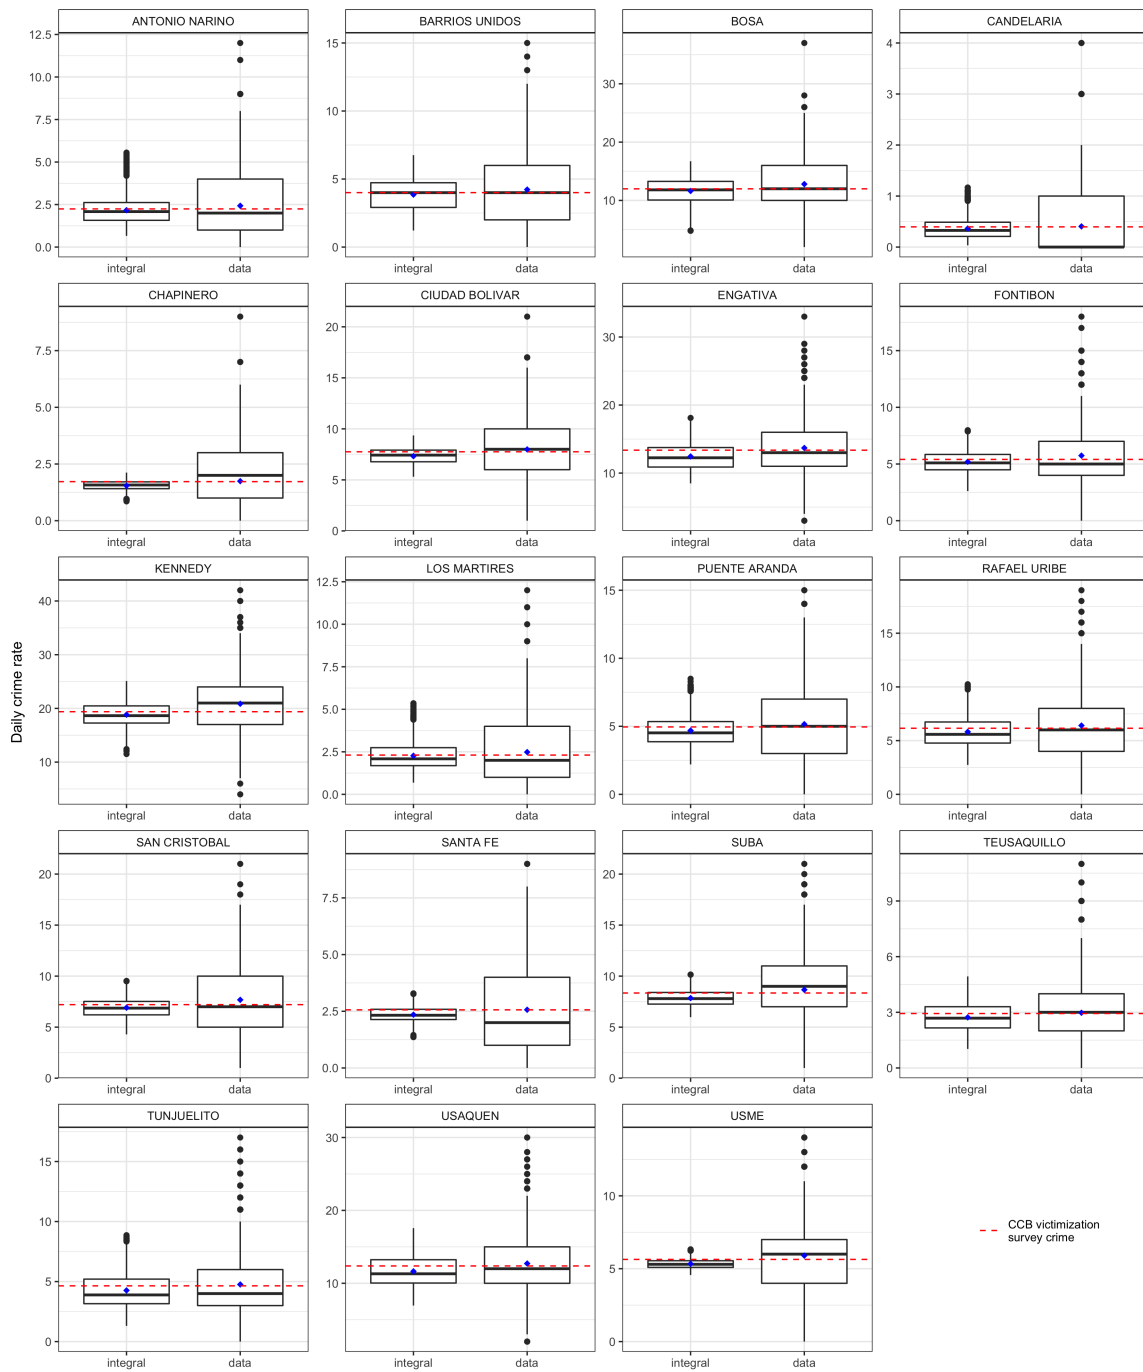 ANTONIO NARINO
BARRIOS UNIDOS
BOSA
CANDELARIA
12.5
10.0
7.5
5.0
2.5
0.0
integral
data
15
10
5
0
integral
data
30
20
10
integral
data
4
3
2
1
0
integral
data
CHAPINERO
CIUDAD BOLIVAR
ENGATIVA
FONTIBON
7.5
5.0
2.5
0.0
integral
data
20
15
10
5
0
integral
data
30
20
10
integral
data
15
10
5
0
integral
data
Daily crime rate
KENNEDY
LOS MARTIRES
PUENTE ARANDA
RAFAEL URIBE
40
30
20
10
integral
data
12.5
10.0
7.5
5.0
2.5
0.0
integral
data
15
10
5
0
integral
data
15
10
5
0
integral
data
SAN CRISTOBAL
SANTA FE
SUBA
TEUSAQUILLO
20
15
10
5
0
integral
data
7.5
5.0
2.5
0.0
integral
data
20
15
10
5
0
integral
data
9
6
3
0
integral
data
TUNJUELITO
USAQUEN
USME
15
10
5
0
integral
data
30
20
10
integral
data
10
5
0
integral
data
CCB victimization
survey crime